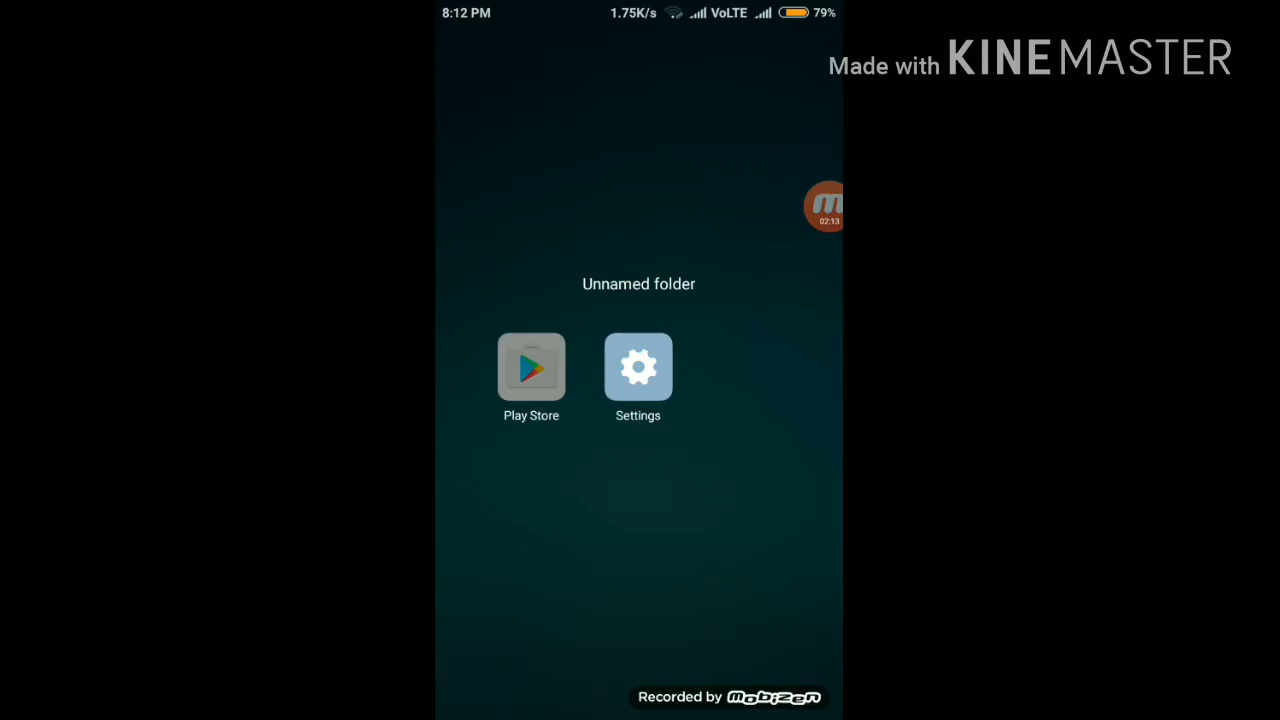 8:12 PM 1.75K/s VoLTE 79%
Made with KINEMASTER
02:13
Unnamed folder
Play Store Settings
Recorded by mobizen